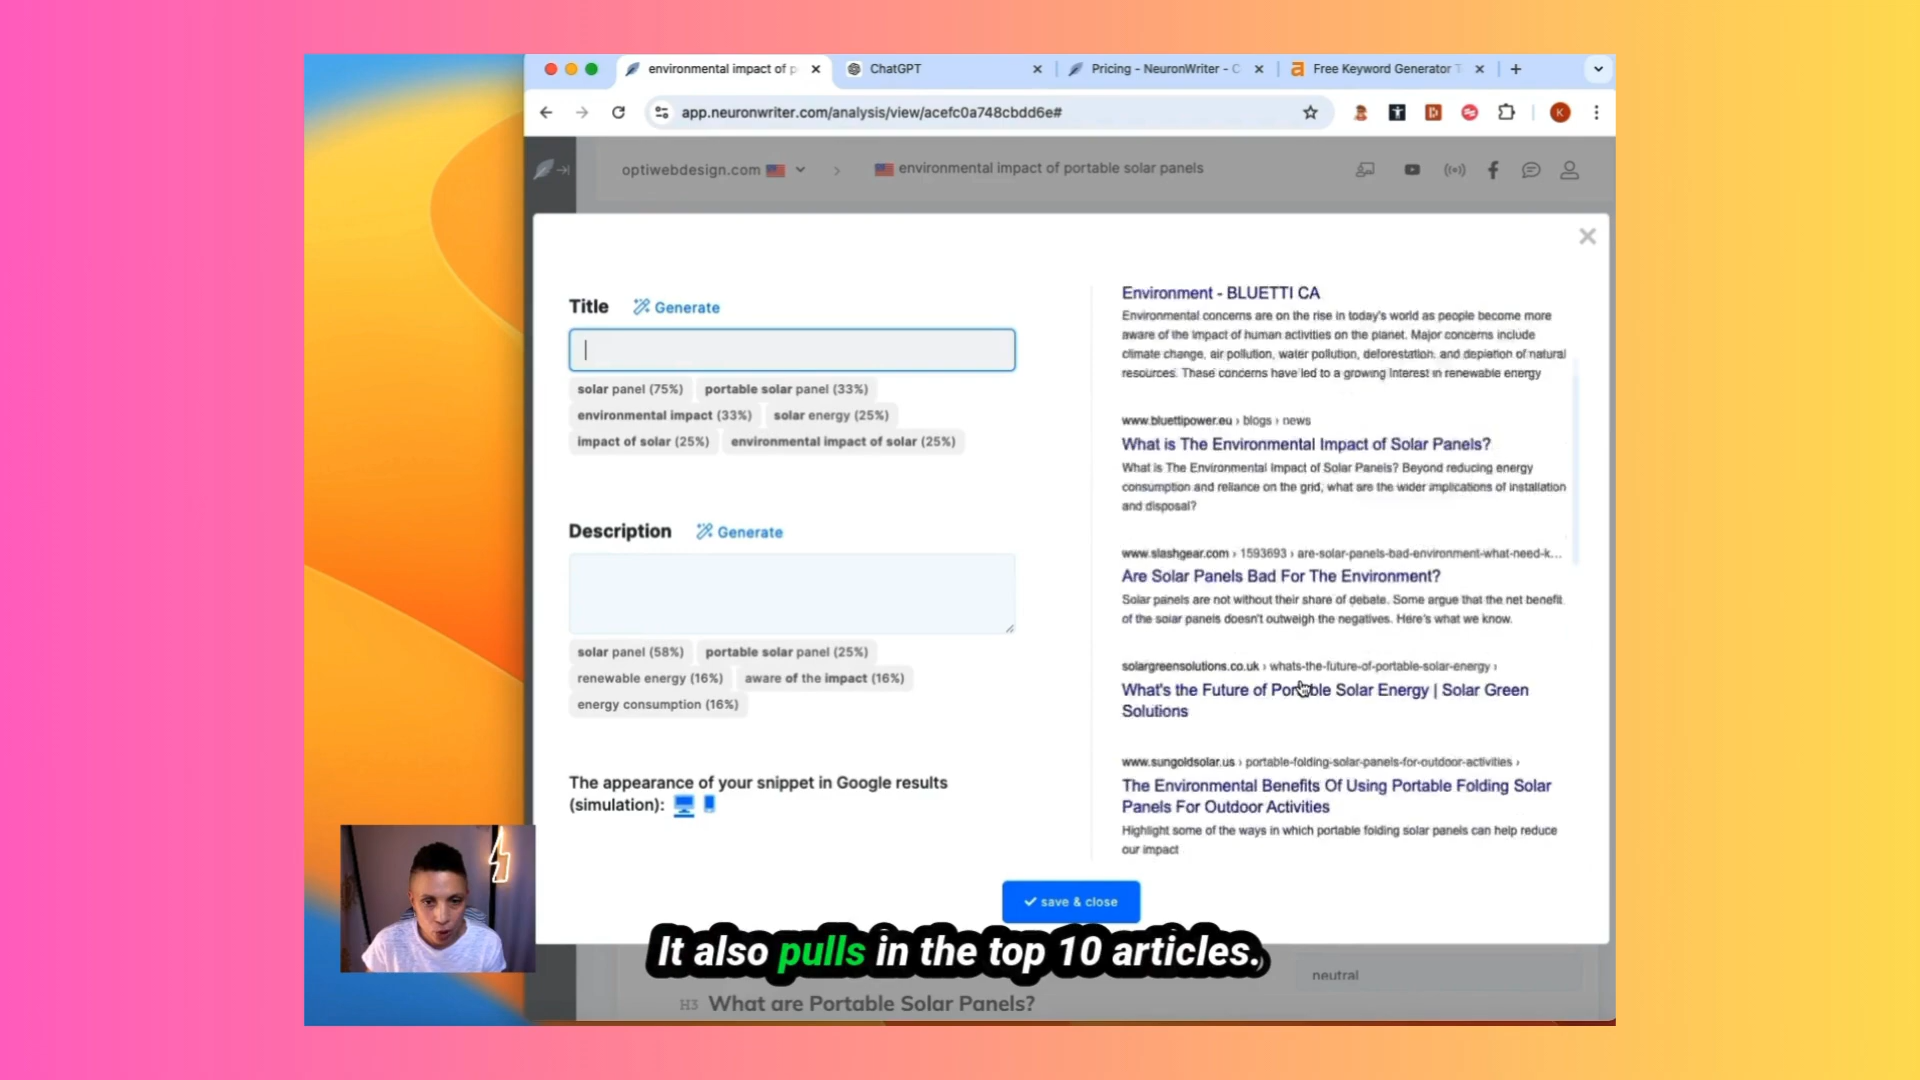 environmental impact of p
ChatGPT
Pricing - NeuronWriter - C
Free Keyword Generator T
app.neuronwriter.com/analysis/view/acefc0a748cbdd6e#
K
optiwebdesign.com
environmental impact of portable solar panels
Title
Generate
solar panel (75%)
portable solar panel (33%)
environmental impact (33%)
solar energy (25%)
impact of solar (25%)
environmental impact of solar (25%)
Description
Generate
solar panel (58%)
portable solar panel (25%)
renewable energy (16%)
aware of the impact (16%)
energy consumption (16%)
The appearance of your snippet in Google results
(simulation):
Environment - BLUETTI CA
Environmental concerns are on the rise in today's world as people become more
aware of the impact of human activities on the planet. Major concerns include
climate change, air pollution, water pollution, deforestation, and depletion of natural
resources. These concerns have led to a growing interest in renewable energy
www.bluettipower.eu › blogs › news
What is The Environmental Impact of Solar Panels?
What is The Environmental Impact of Solar Panels? Beyond reducing energy
consumption and reliance on the grid, what are the wider implications of installation
and disposal?
www.slashgear.com › 1593693 › are-solar-panels-bad-environment-what-need-k...
Are Solar Panels Bad For The Environment?
Solar panels are not without their share of debate. Some argue that the net benefit
of the solar panels doesn't outweigh the negatives. Here's what we know.
solargreensolutions.co.uk › whats-the-future-of-portable-solar-energy ›
What's the Future of Portable Solar Energy | Solar Green
Solutions
www.sungoldsolar.us › portable-folding-solar-panels-for-outdoor-activities ›
The Environmental Benefits Of Using Portable Folding Solar
Panels For Outdoor Activities
Highlight some of the ways in which portable folding solar panels can help reduce
our impact
save & close
It also pulls in the top 10 articles.
neutral
H3 What are Portable Solar Panels?